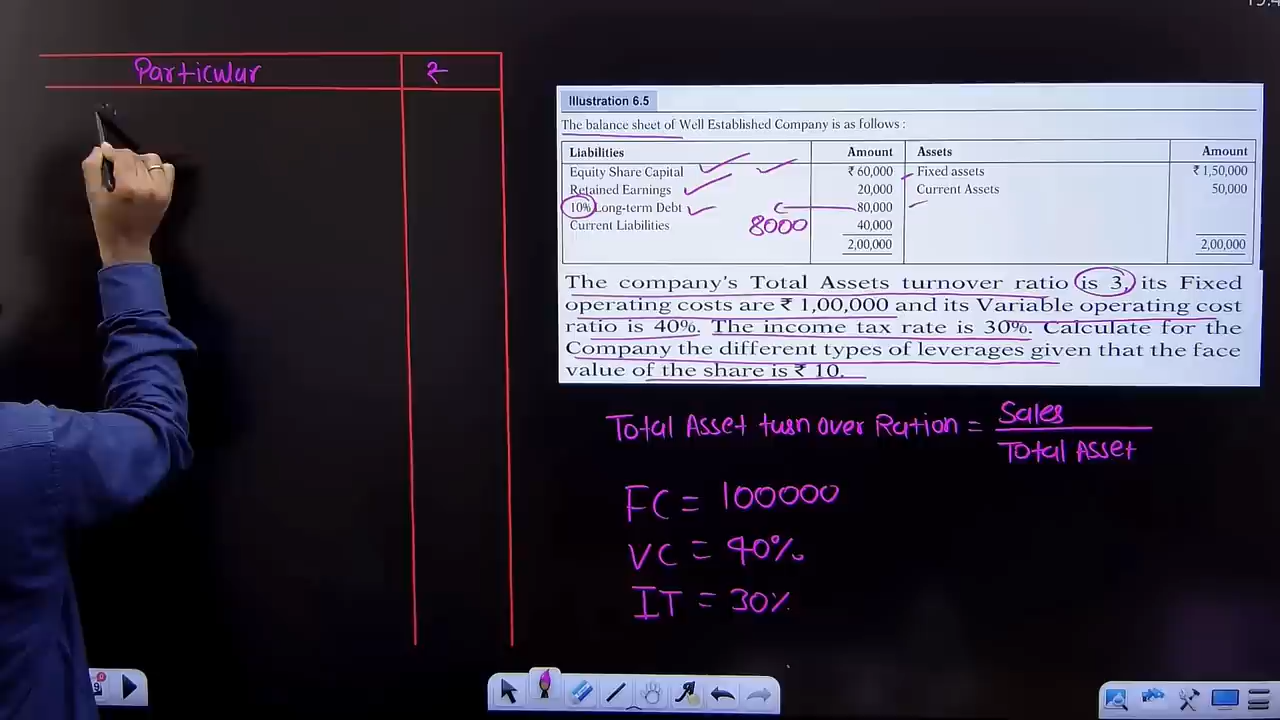 Particular ₹
Illustration 6.5
The balance sheet of Well Established Company is as follows :
Liabilities Amount Assets Amount
Equity Share Capital ₹ 60,000 Fixed assets ₹ 1,50,000
Retained Earnings 20,000 Current Assets 50,000
10% Long-term Debt 80,000
8000
Current Liabilities 40,000
2,00,000 2,00,000
The company's Total Assets turnover ratio is 3, its Fixed
operating costs are ₹ 1,00,000 and its Variable operating cost
ratio is 40%. The income tax rate is 30%. Calculate for the
Company the different types of leverages given that the face
value of the share is ₹ 10.
Total Asset turn over Ration = Sales
Total Asset
FC = 100000
VC = 40%
IT = 30%